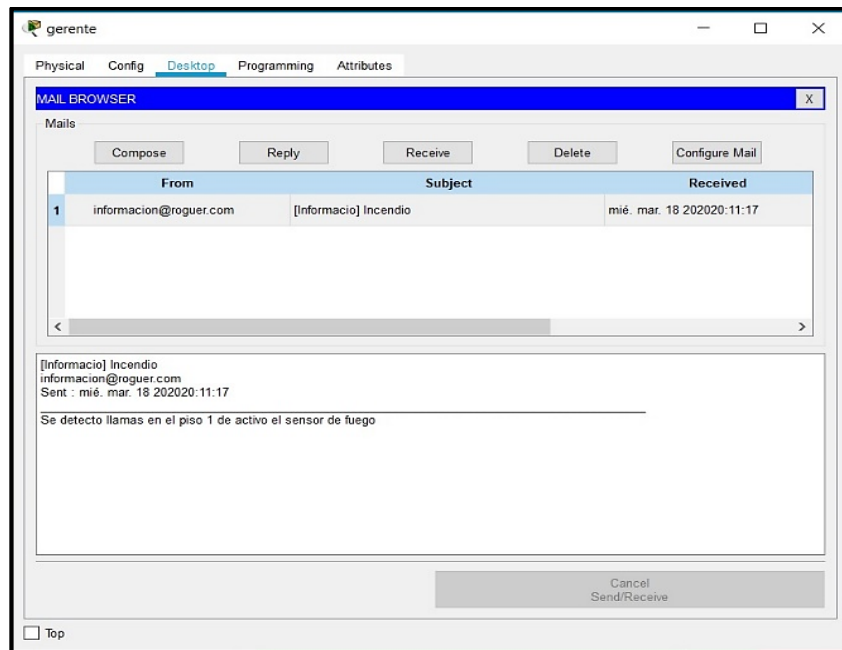 gerente
Physical Config Desktop Programming Attributes
MAIL BROWSER X
Mails
Compose Reply Receive Delete Configure Mail
From Subject Received
1 informacion@roguer.com [Informacio] Incendio mié. mar. 18 202020:11:17
[Informacio] Incendio
informacion@roguer.com
Sent : mié. mar. 18 202020:11:17
Se detecto llamas en el piso 1 de activo el sensor de fuego
Cancel
Send/Receive
Top